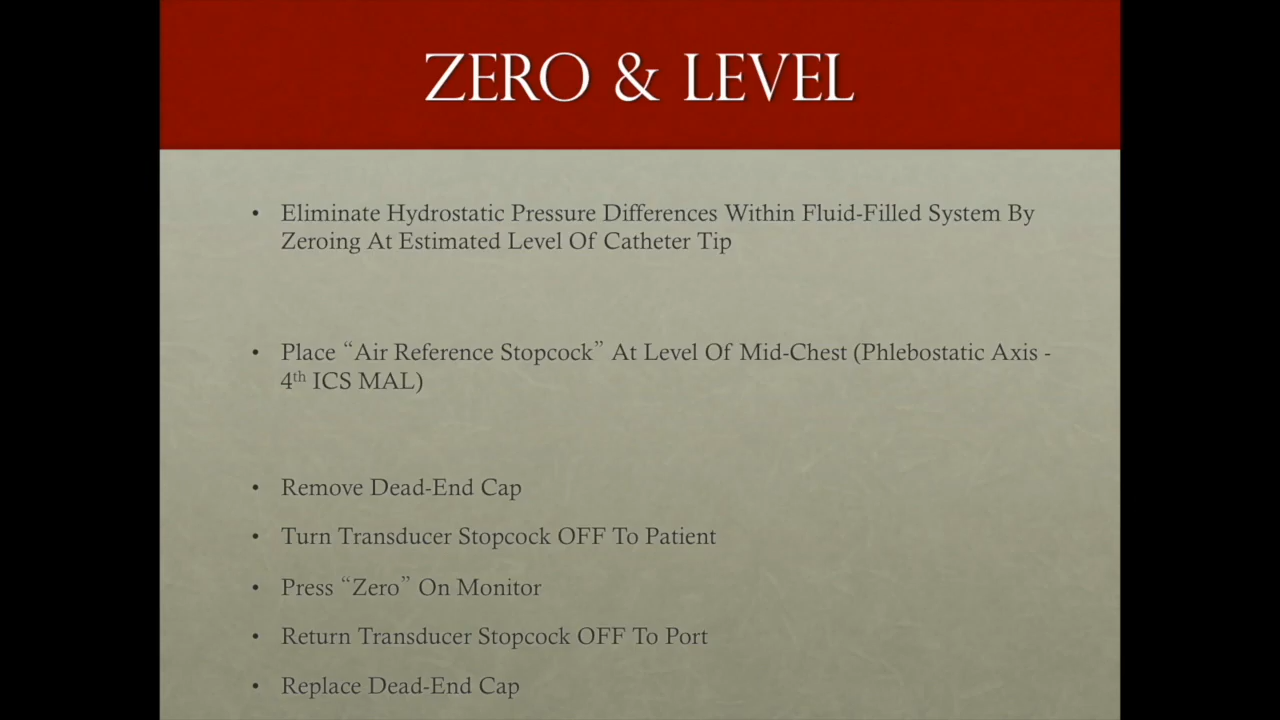 ZERO & LEVEL
• Eliminate Hydrostatic Pressure Differences Within Fluid-Filled System By
Zeroing At Estimated Level Of Catheter Tip
• Place “Air Reference Stopcock” At Level Of Mid-Chest (Phlebostatic Axis -
4th ICS MAL)
• Remove Dead-End Cap
• Turn Transducer Stopcock OFF To Patient
• Press “Zero” On Monitor
• Return Transducer Stopcock OFF To Port
• Replace Dead-End Cap